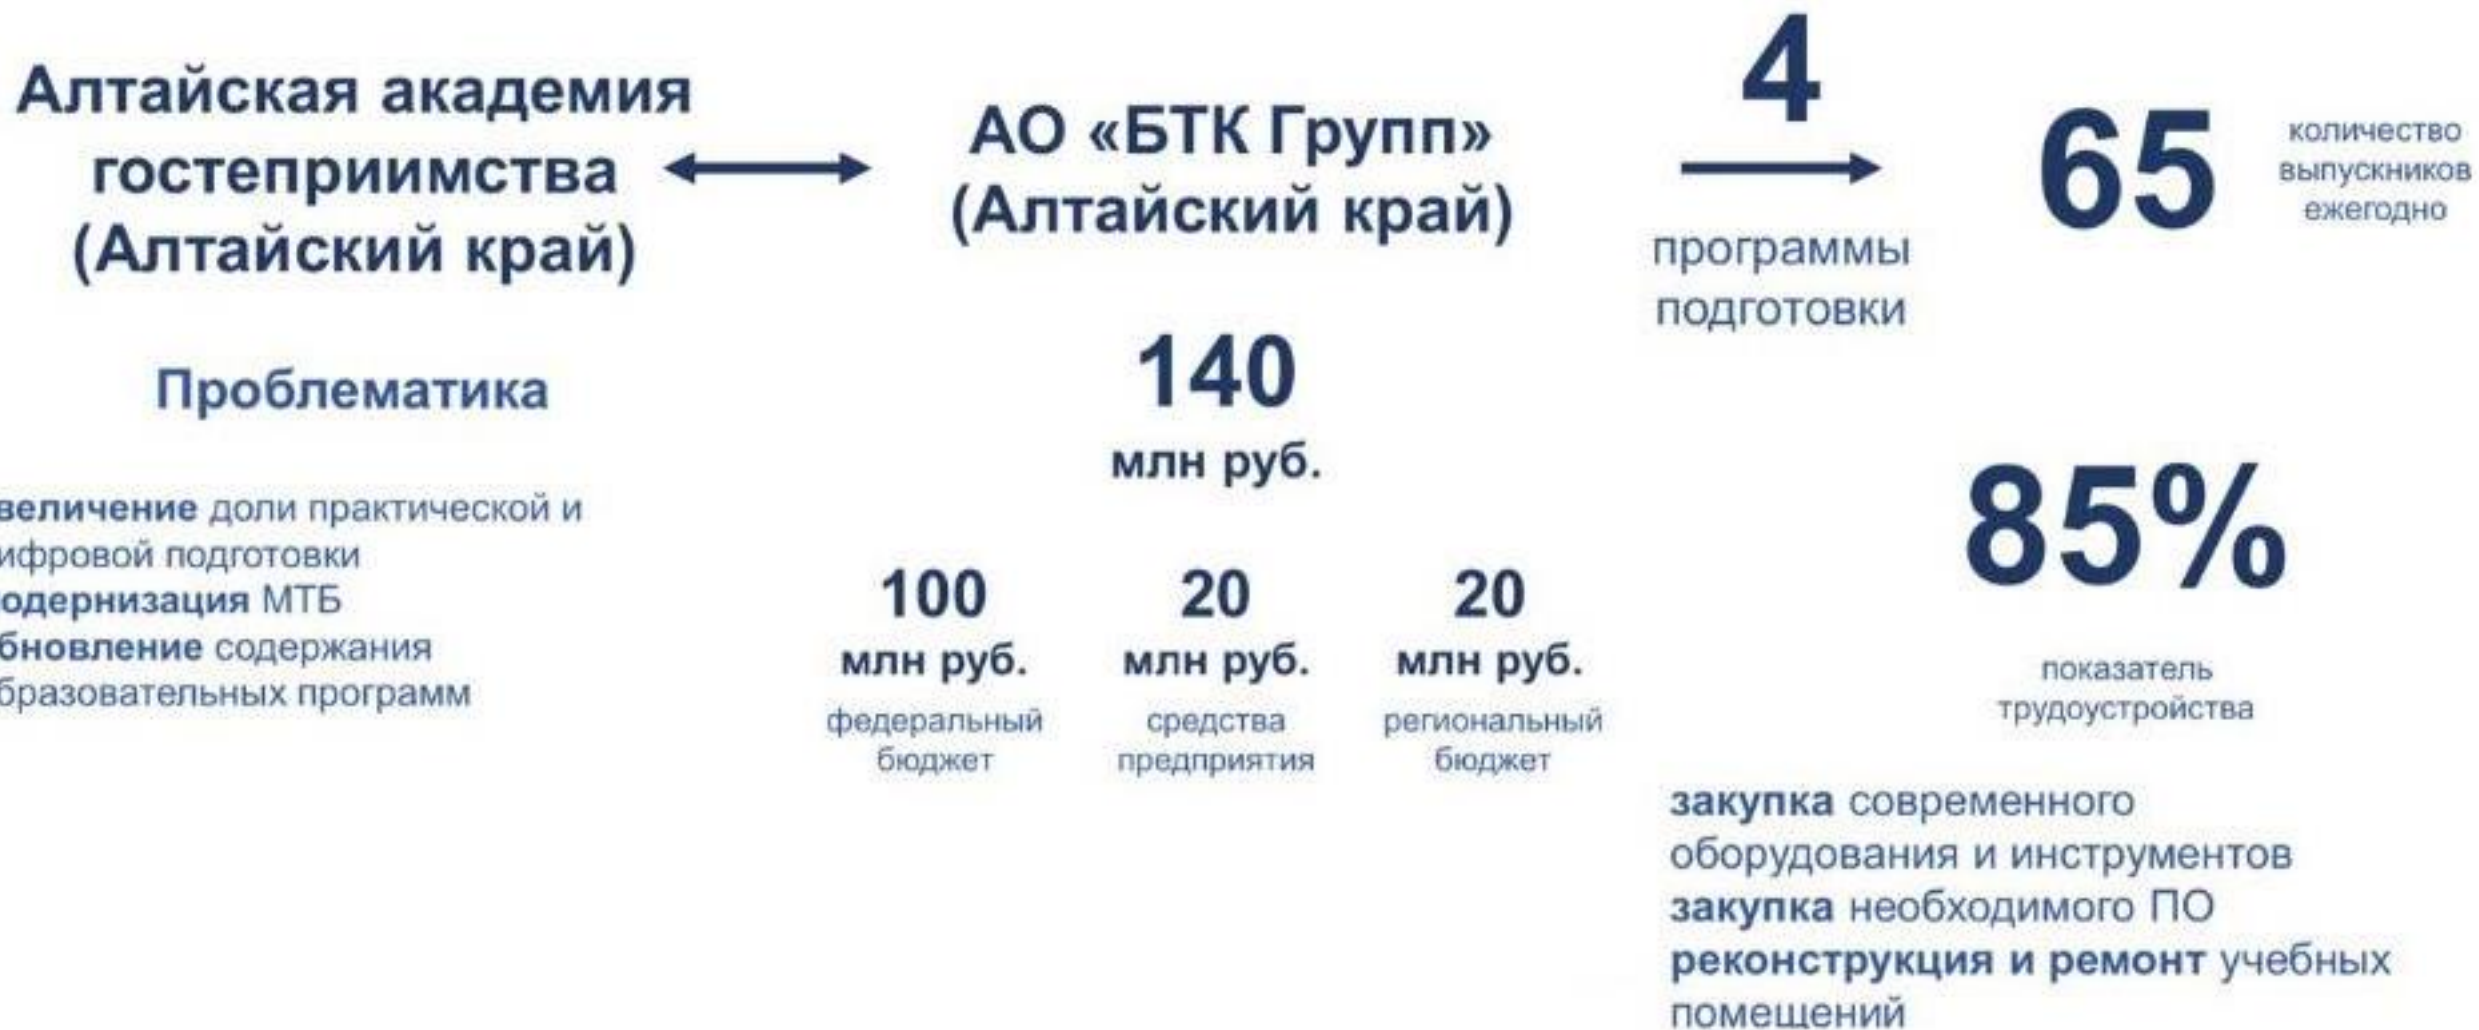 Алтайская академия
гостеприимства
(Алтайский край)
АО «БТК Групп»
(Алтайский край)
4
программы
подготовки
65
количество
выпускников
ежегодно
Проблематика
величение доли практической и
ифровой подготовки
одернизация МТБ
бновление содержания
бразовательных программ
140
млн руб.
100
млн руб.
федеральный
бюджет
20
млн руб.
средства
предприятия
20
млн руб.
региональный
бюджет
85%
показатель
трудоустройства
закупка современного
оборудования и инструментов
закупка необходимого ПО
реконструкция и ремонт учебных
помещений